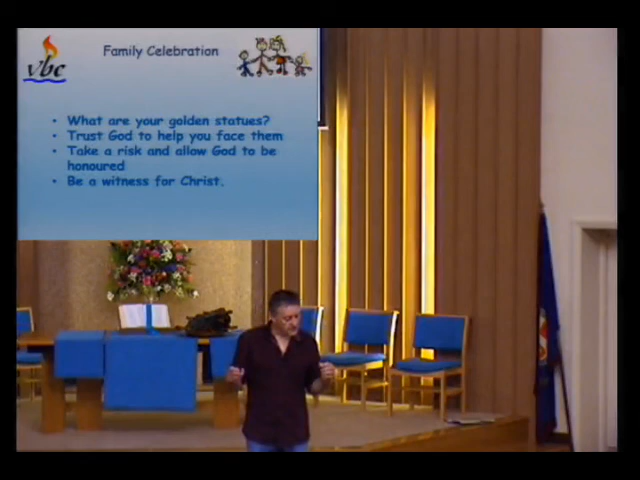 vbc
Family Celebration
• What are your golden statues?
• Trust God to help you face them
• Take a risk and allow God to be
honoured
• Be a witness for Christ.